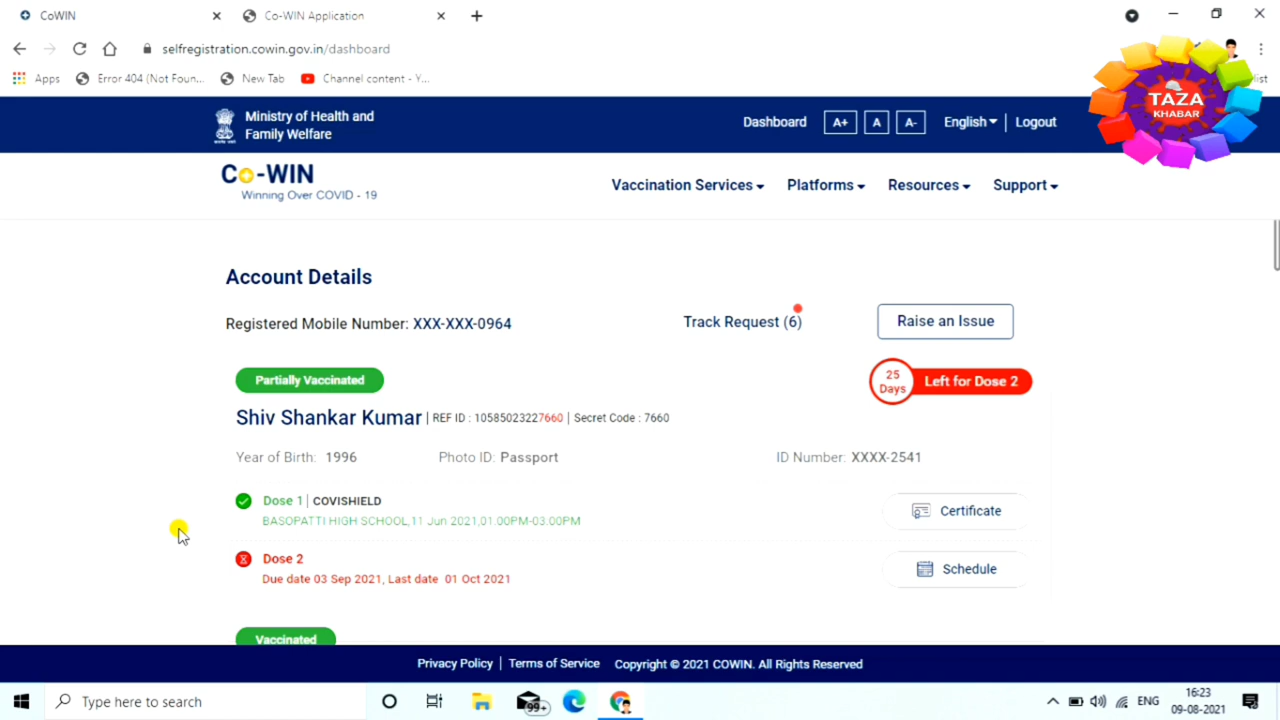 CoWIN
Co-WIN Application
selfregistration.cowin.gov.in/dashboard
Apps
Error 404 (Not Foun...
New Tab
Channel content - Y...
list
TAZA
KHABAR
Ministry of Health and
Family Welfare
Dashboard
A+
A
A-
English
Logout
Co-WIN
Winning Over COVID - 19
Vaccination Services
Platforms
Resources
Support
Account Details
Registered Mobile Number: XXX-XXX-0964
Track Request (6)
Raise an Issue
Partially Vaccinated
25
Days
Left for Dose 2
Shiv Shankar Kumar | REF ID : 10585023227660 | Secret Code : 7660
Year of Birth: 1996
Photo ID: Passport
ID Number: XXXX-2541
Dose 1 | COVISHIELD
BASOPATTI HIGH SCHOOL,11 Jun 2021,01.00PM-03.00PM
Certificate
Dose 2
Due date 03 Sep 2021, Last date 01 Oct 2021
Schedule
Vaccinated
Privacy Policy | Terms of Service
Copyright © 2021 COWIN. All Rights Reserved
Type here to search
99+
ENG
16:23
09-08-2021